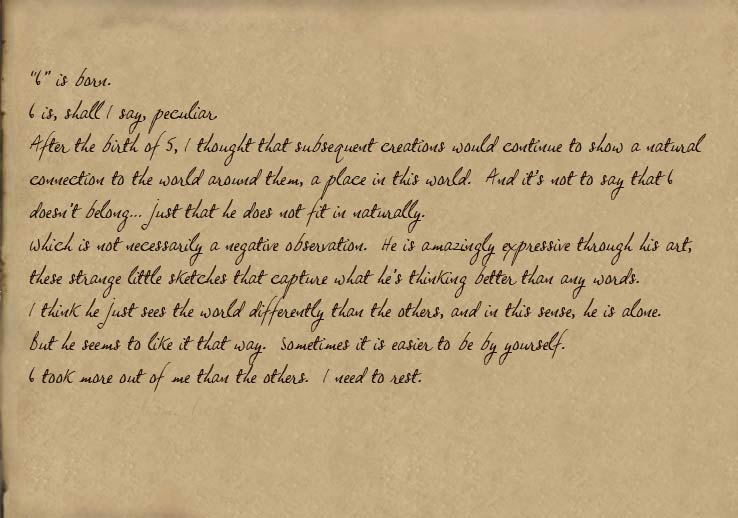 "6" is born.
6 is, shall I say, peculiar.
After the birth of 5, I thought that subsequent creations would continue to show a natural
connection to the world around them, a place in this world. And it's not to say that 6
doesn't belong... just that he does not fit in naturally.
Which is not necessarily a negative observation. He is amazingly expressive through his art,
these strange little sketches that capture what he's thinking better than any words.
I think he just sees the world differently than the others, and in this sense, he is alone.
But he seems to like it that way. Sometimes it is easier to be by yourself.
6 took more out of me than the others. I need to rest.